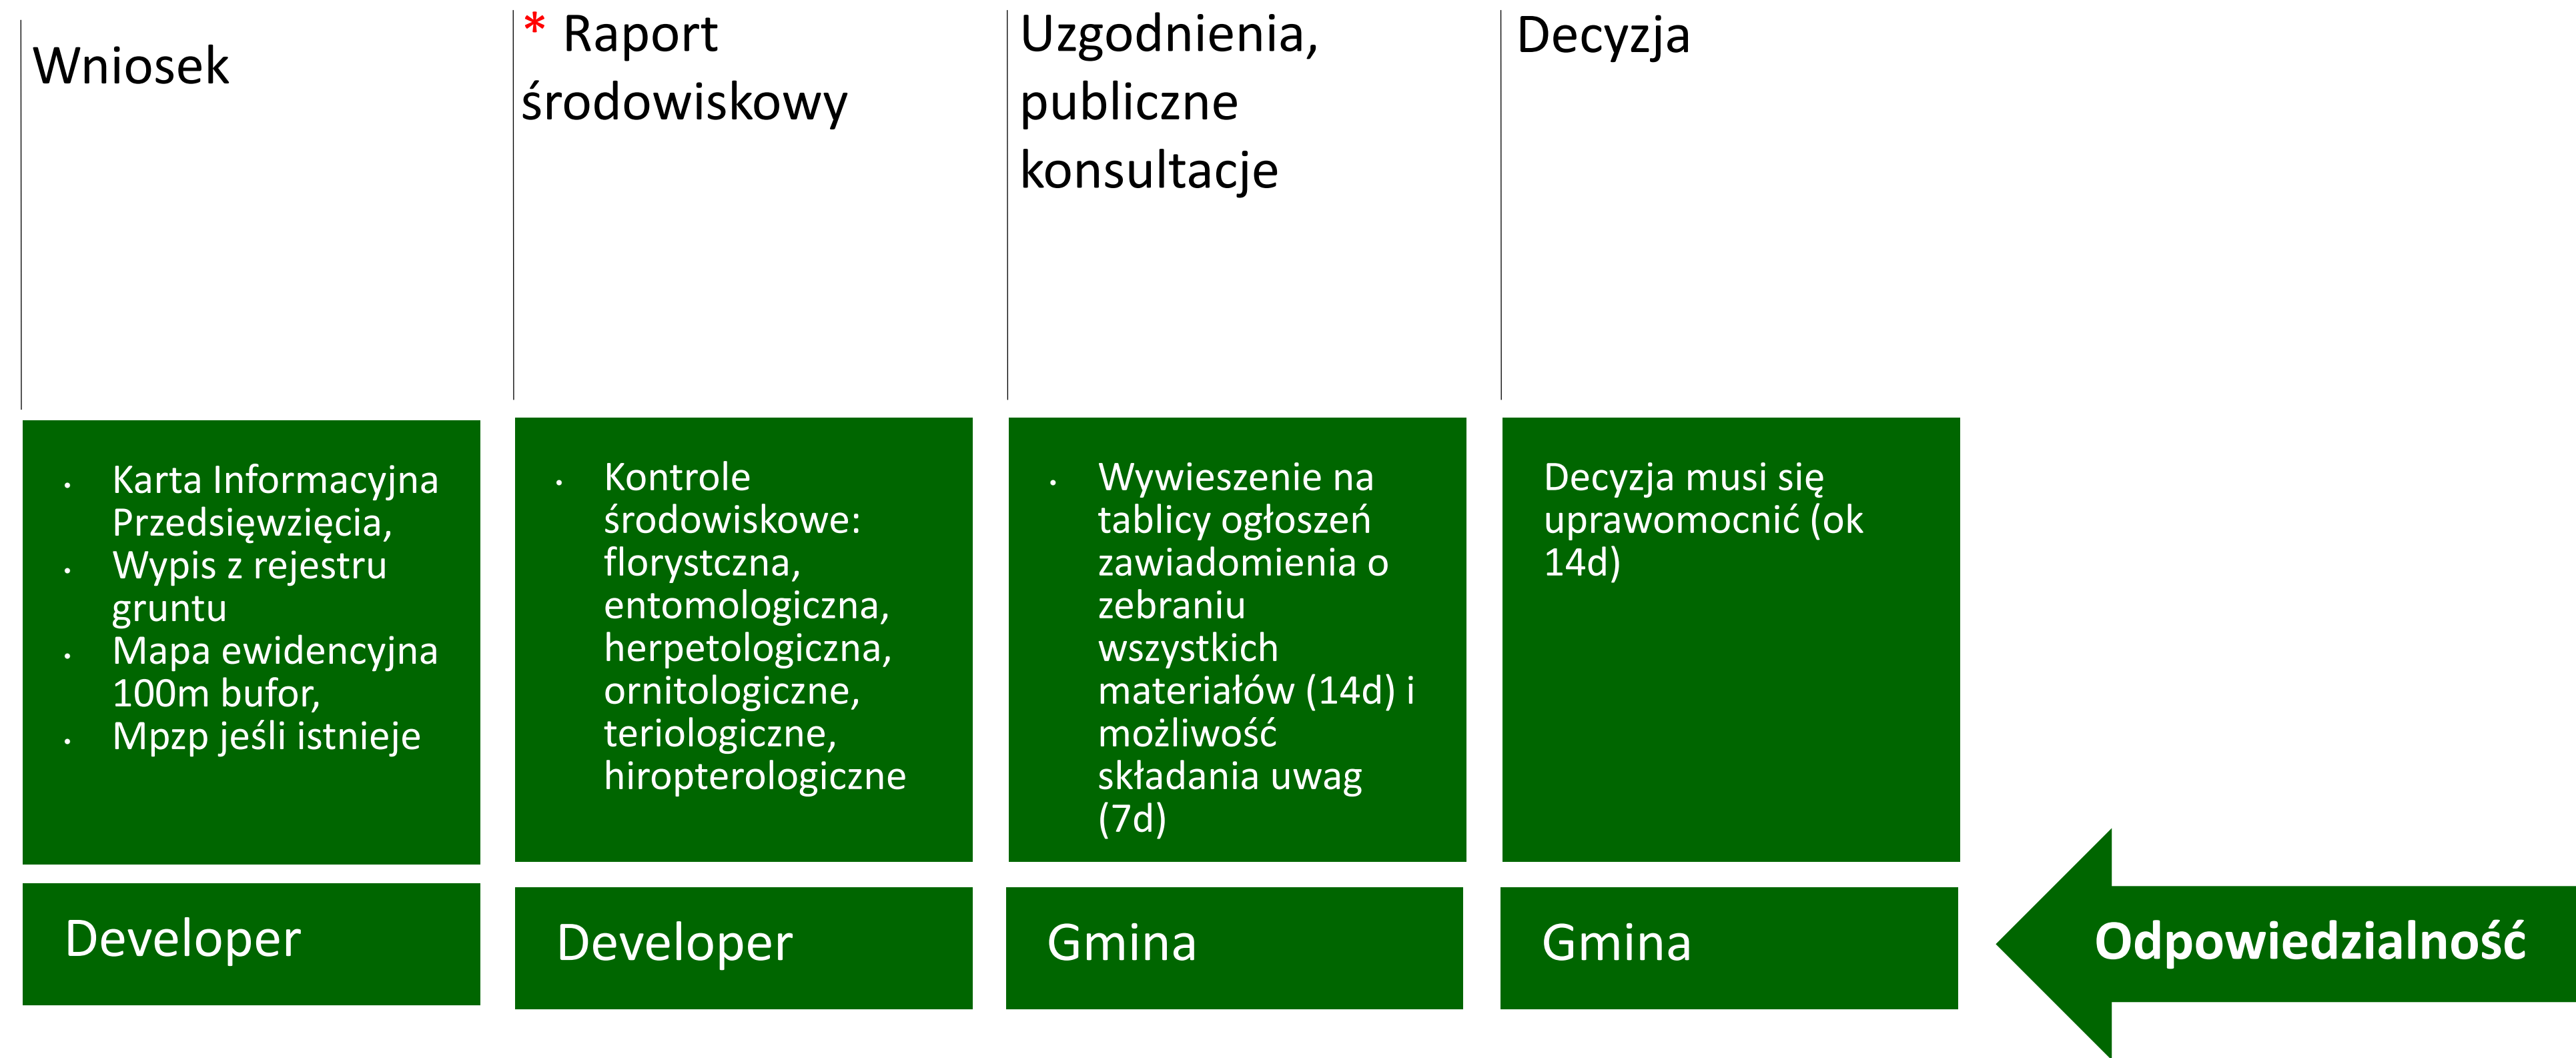 Wniosek
* Raport
środowiskowy
Uzgodnienia,
publiczne
konsultacje
Decyzja
• Karta Informacyjna
Przedsięwzięcia,
• Wypis z rejestru
gruntu
• Mapa ewidencyjna
100m bufor,
• Mpzp jeśli istnieje
• Kontrole
środowiskowe:
florystczna,
entomologiczna,
herpetologiczna,
ornitologiczne,
teriologiczne,
hiropterologiczne
• Wywieszenie na
tablicy ogłoszeń
zawiadomienia o
zebraniu
wszystkich
materiałów (14d) i
możliwość
składania uwag
(7d)
Decyzja musi się
uprawomocnić (ok
14d)
Developer
Developer
Gmina
Gmina
Odpowiedzialność